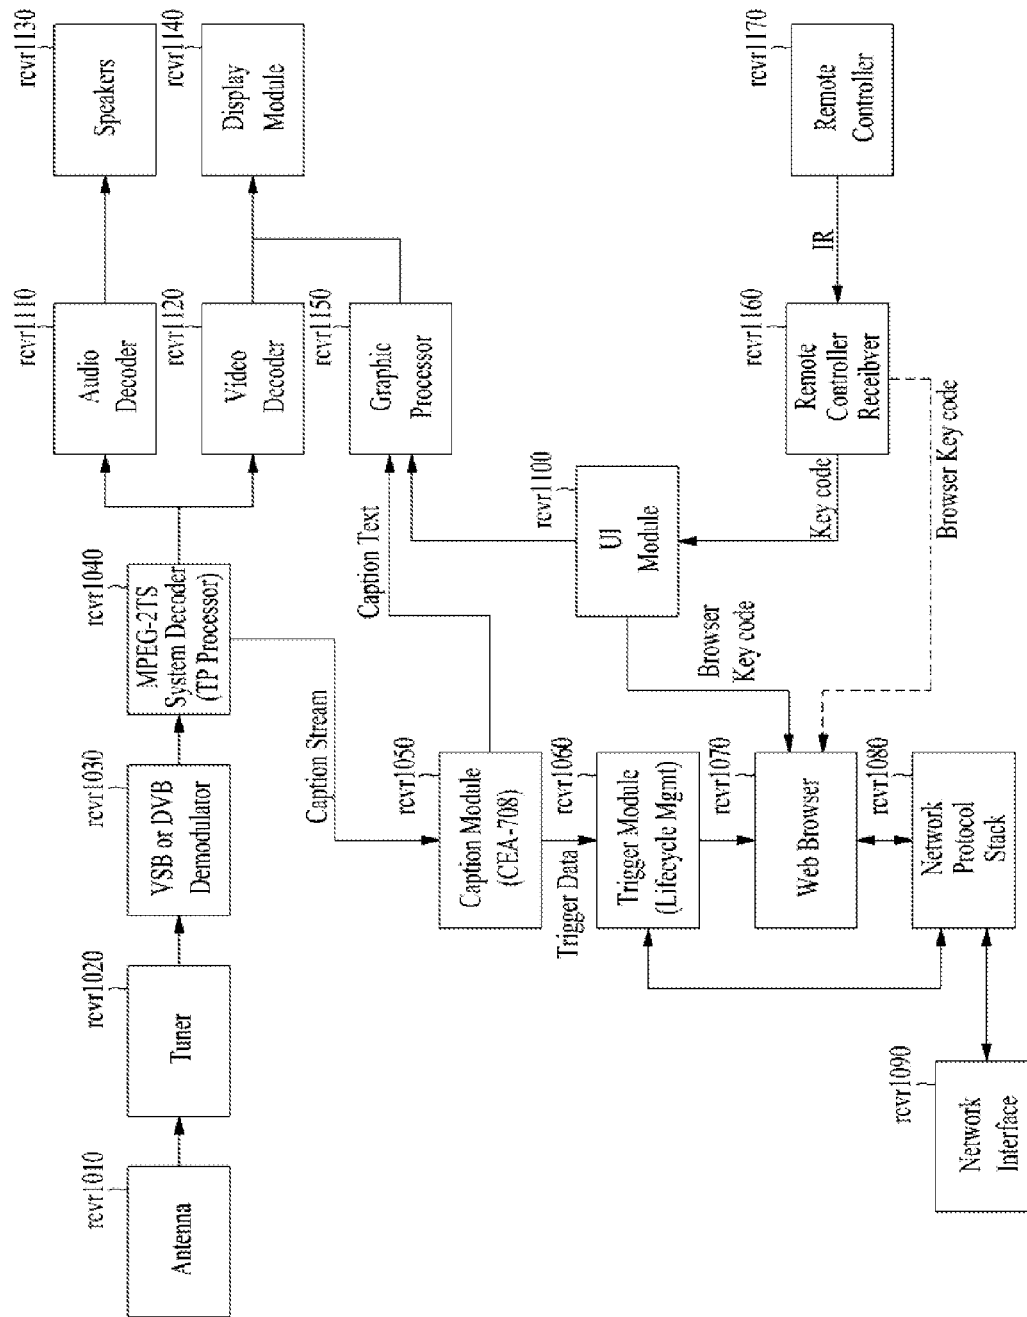 rcvr1010
Antenna
rcvr1020
Tuner
rcvr1030
VSB or DVB
Demodulator
rcvr1040
MPEG-2TS
System Decoder
(TP Processor)
rcvr1110
Audio
Decoder
rcvr1130
Speakers
rcvr1120
Video
Decoder
rcvr1140
Display
Module
rcvr1150
Graphic
Processor
Caption Stream
Caption Text
rcvr1050
Caption Module
(CEA-708)
Trigger Data
rcvr1060
Trigger Module
(Lifecycle Mgmt)
rcvr1070
Web Browser
rcvr1080
Network
Protocol
Stack
rcvr1090
Network
Interface
rcvr1100
UI
Module
Browser
Key code
Key code
rcvr1160
Remote
Controller
Receibver
IR
rcvr1170
Remote
Controller
Browser Key code